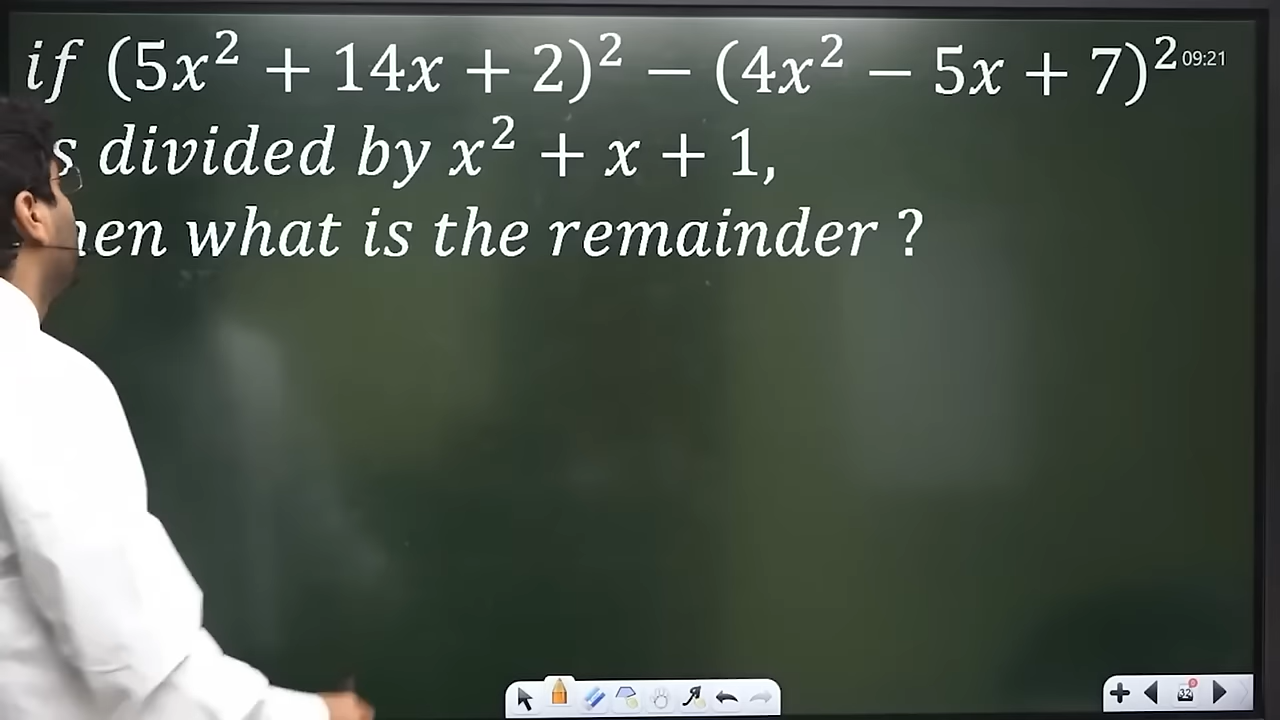 if (5x² + 14x + 2)² − (4x² − 5x + 7)² 09:21
divided by x² + x + 1,
what is the remainder ?
32